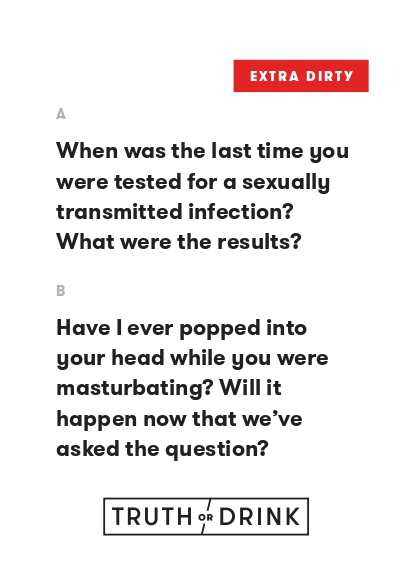 EXTRA DIRTY
A
When was the last time you
were tested for a sexually
transmitted infection?
What were the results?
B
Have I ever popped into
your head while you were
masturbating? Will it
happen now that we’ve
asked the question?
TRUTH OR DRINK